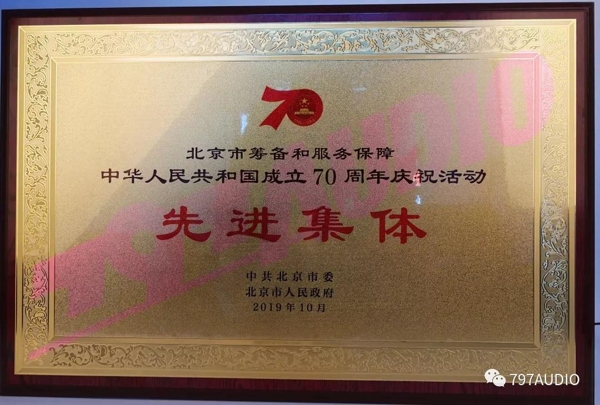 70
北京市筹备和服务保障
中华人民共和国成立 70 周年庆祝活动
先进集体
中共北京市委
北京市人民政府
2019年10月
797AUDIO
797AUDIO